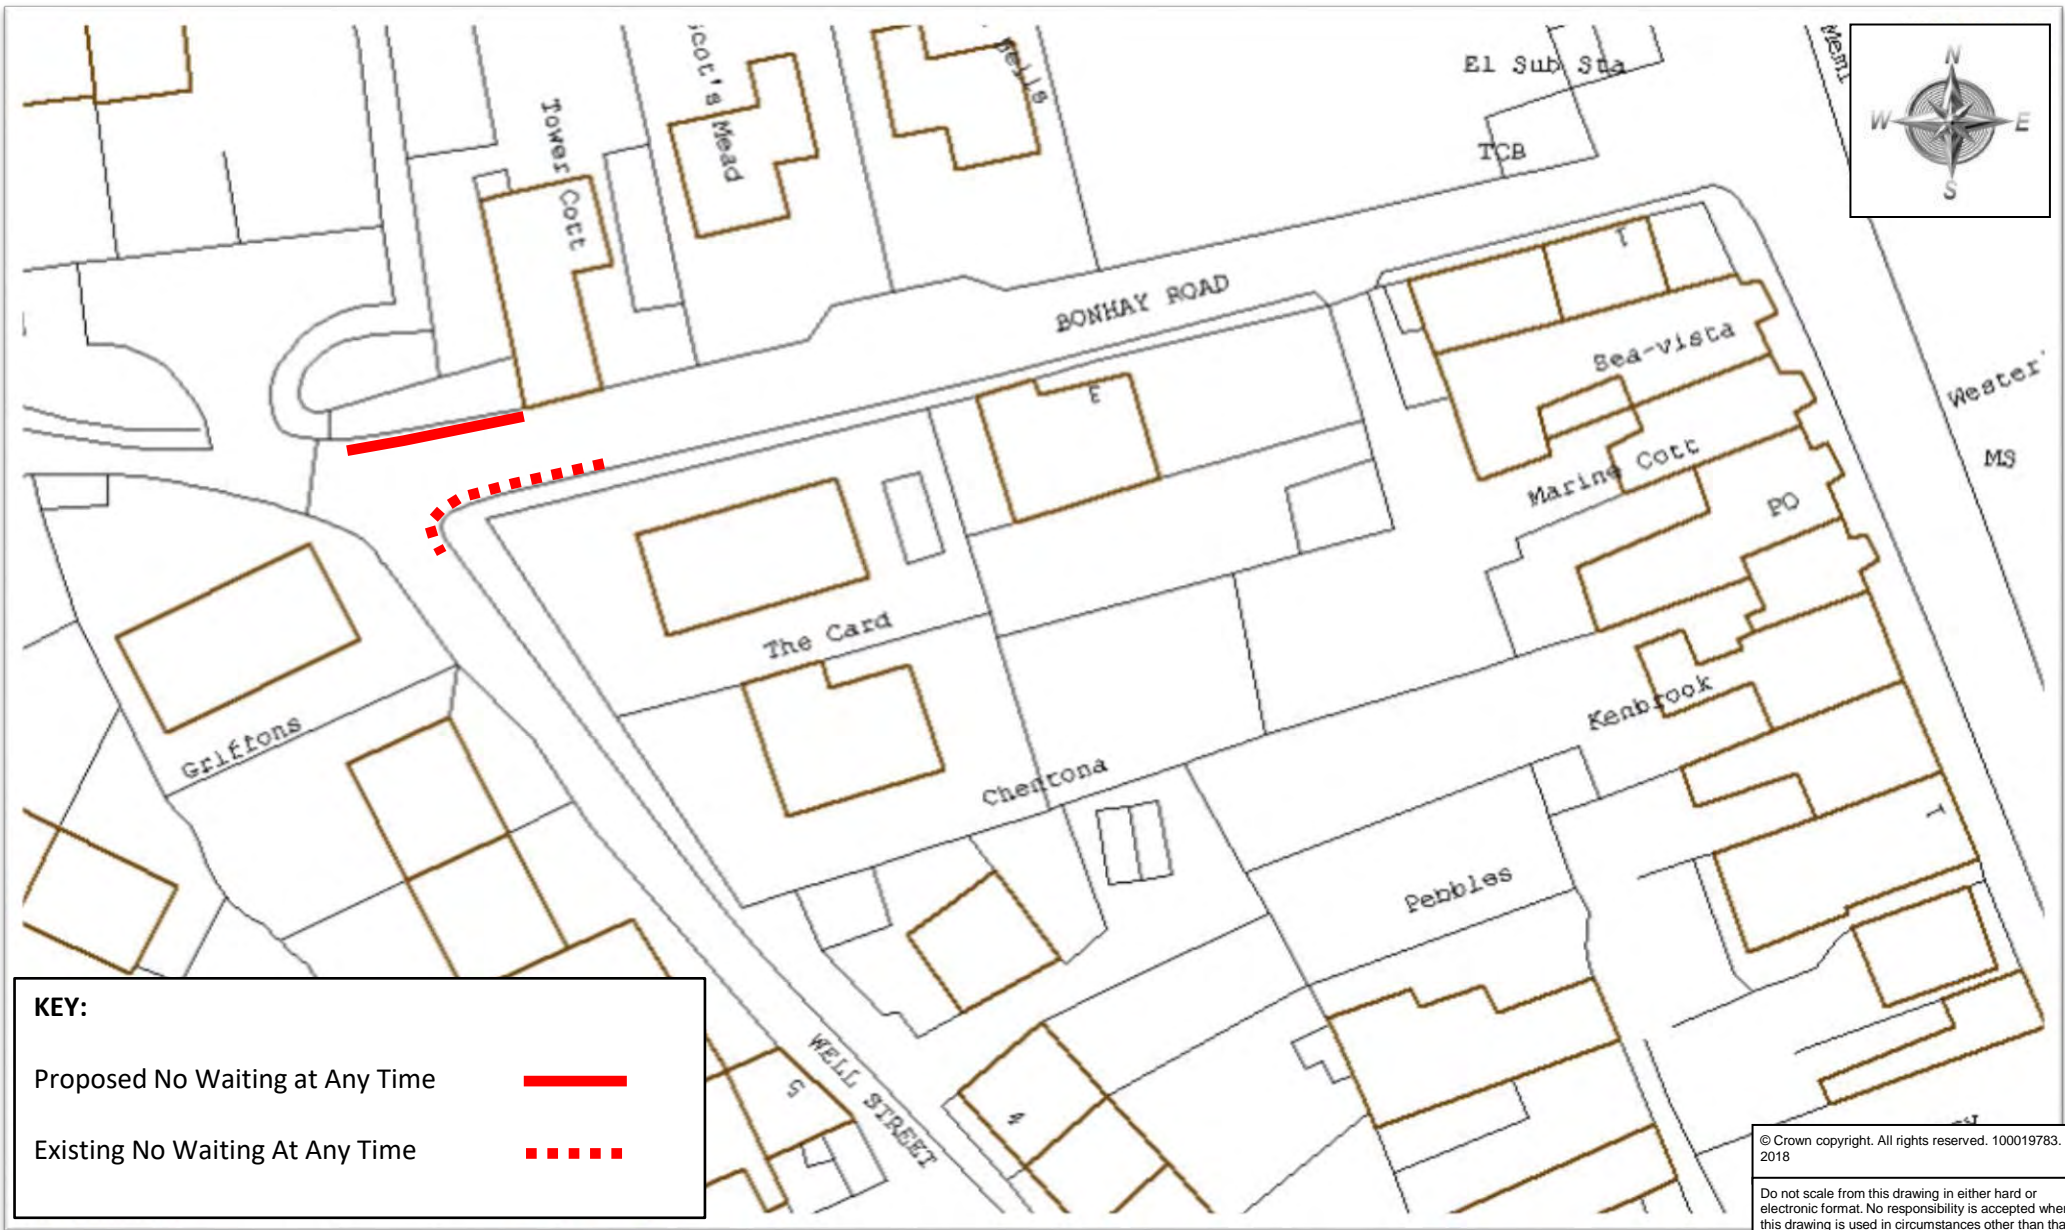 Scot's Mead
Bells
El Sub Sta
N
W
E
S
Tower Cott
TCB
1
BONHAY ROAD
Sea-vista
3
Marine Cott
MS
PO
The Card
Kenbrook
Griffons
Chentona
1
Pebbles
KEY:
Proposed No Waiting at Any Time
Existing No Waiting At Any Time
5
WELL STREET
4
© Crown copyright. All rights reserved. 100019783.
2018
Do not scale from this drawing in either hard or
electronic format. No responsibility is accepted when
this drawing is used in circumstances other than